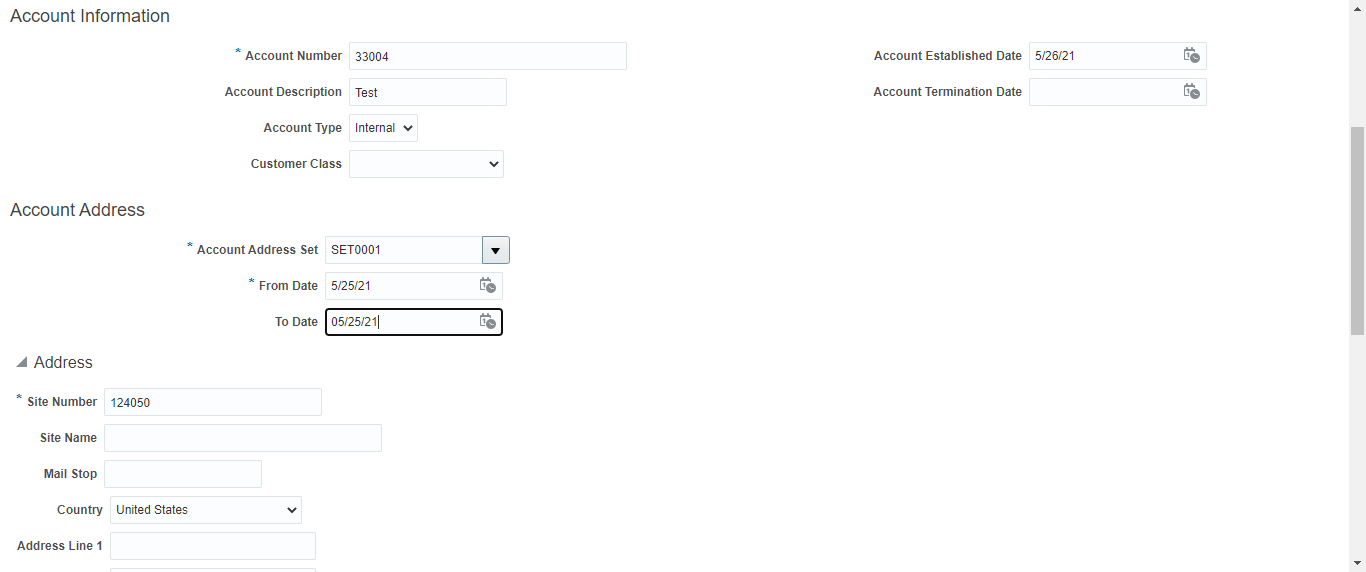 Account Information
* Account Number 33004
Account Description Test
Account Type Internal
Customer Class
Account Established Date 5/26/21
Account Termination Date
Account Address
* Account Address Set SET0001
* From Date 5/25/21
To Date 05/25/21
Address
* Site Number 124050
Site Name
Mail Stop
Country United States
Address Line 1